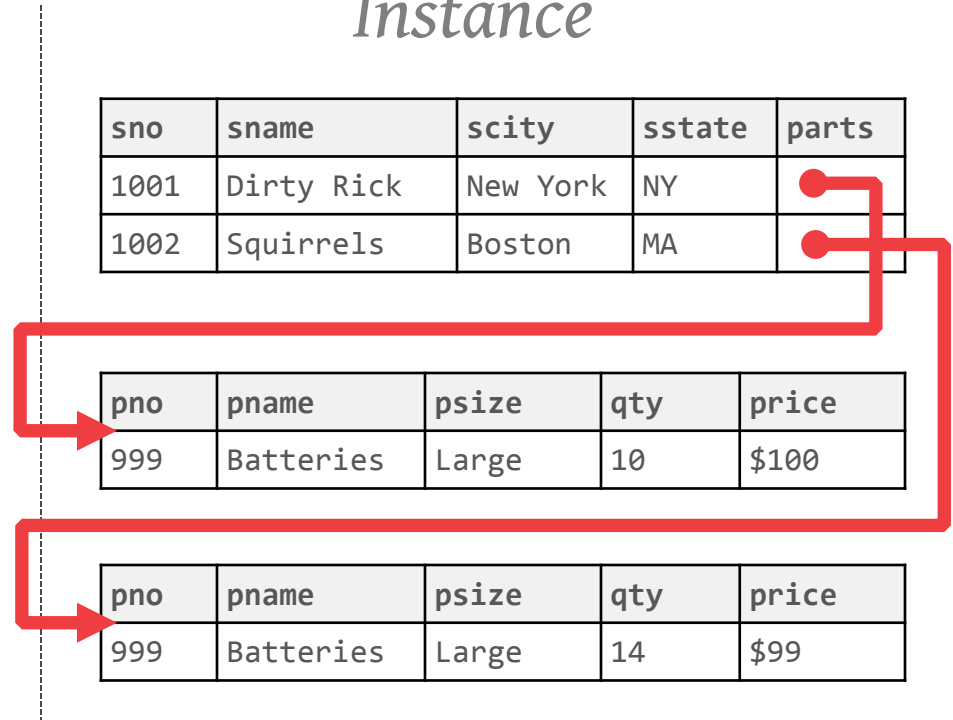 Instance
sno sname scity sstate parts
1001 Dirty Rick New York NY
1002 Squirrels Boston MA
pno pname psize qty price
999 Batteries Large 10 $100
pno pname psize qty price
999 Batteries Large 14 $99